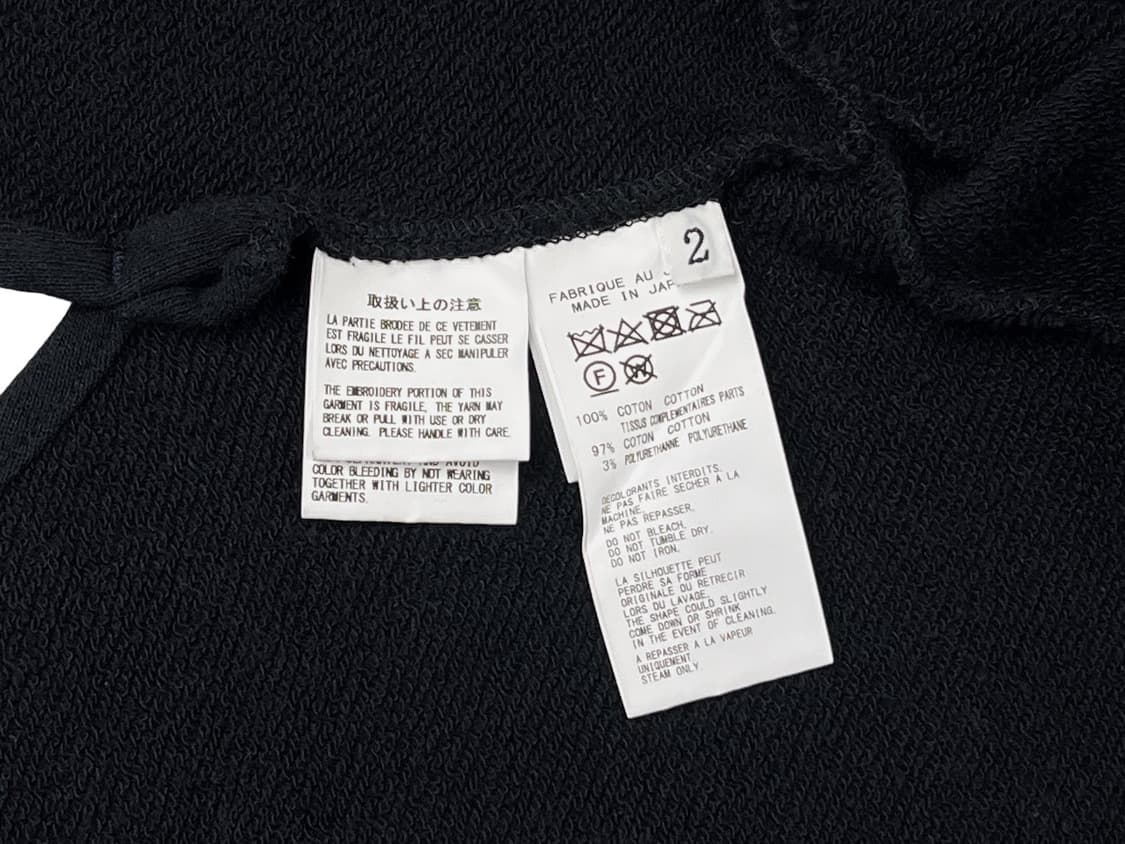 取扱い上の注意
LA PARTIE BRODEE DE CE VETEMENT
EST FRAGILE LE FIL PEUT SE CASSER
LORS DU NETTOYAGE A SEC MANIPULER
AVEC PRECAUTIONS.
THE EMBROIDERY PORTION OF THIS
GARMENT IS FRAGILE, THE YARN MAY
BREAK OR PULL WITH USE OR DRY
CLEANING. PLEASE HANDLE WITH CARE.
AND AVOID
COLOR BLEEDING BY NOT WEARING
TOGETHER WITH LIGHTER COLOR
GARMENTS.
2
FABRIQUE AU
MADE IN JAP
F
W
100% COTON COTTON
TISSUS COMPLEMENTAIRES PARTS
97% COTON COTTON
3% POLYURETHANNE POLYURETHANE
DECOLORANTS INTERDITS.
NE PAS FAIRE SECHER A LA
MACHINE.
NE PAS REPASSER.
DO NOT BLEACH.
DO NOT TUMBLE DRY.
DO NOT IRON.
LA SILHOUETTE PEUT
PERDRE SA FORME
ORIGINALE OU RETRECIR
LORS DU LAVAGE.
THE SHAPE COULD SLIGHTLY
COME DOWN OR SHRINK
IN THE EVENT OF CLEANING.
A REPASSER A LA VAPEUR
UNIQUEMENT
STEAM ONLY.